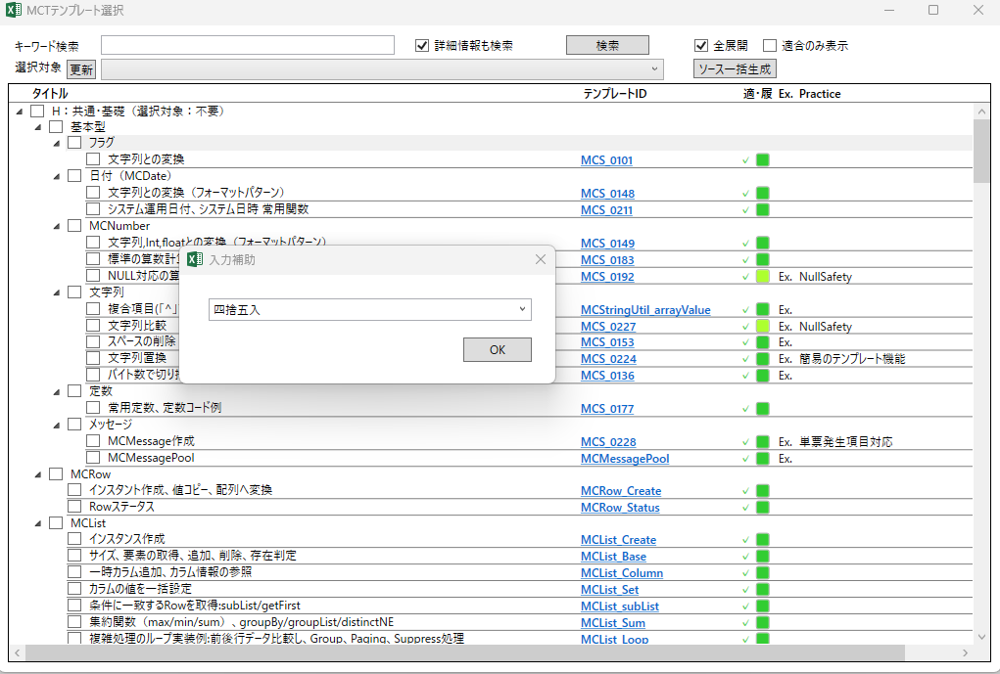 MCTテンプレート選択
キーワード検索 詳細情報も検索 検索 全展開 適合のみ表示
選択対象 更新 ソース一括生成
タイトル テンプレートID 適・履 Ex. Practice
H：共通・基礎（選択対象：不要）
基本型
フラグ
文字列との変換 MCS_0101
日付（MCDate）
文字列との変換（フォーマットパターン） MCS_0148
システム運用日付、システム日時 常用関数 MCS_0211
MCNumber
文字列,Int,floatとの変換（フォーマットパターン） MCS_0149
標準の算数計 MCS_0183
NULL対応の算 MCS_0192 Ex. NullSafety
文字列
複合項目(「^」 MCStringUtil_arrayValue Ex.
文字列比較 MCS_0227 Ex. NullSafety
スペースの削除 MCS_0153 Ex.
文字列置換 MCS_0224 Ex. 簡易のテンプレート機能
バイト数で切り MCS_0136 Ex.
入力補助
四捨五入
OK
定数
常用定数、定数コード例 MCS_0177
メッセージ
MCMessage作成 MCS_0228 Ex. 単票発生項目対応
MCMessagePool MCMessagePool Ex.
MCRow
インスタント作成、値コピー、配列へ変換 MCRow_Create
Rowステータス MCRow_Status
MCList
インスタンス作成 MCList_Create
サイズ、要素の取得、追加、削除、存在判定 MCList_Base
一時カラム追加、カラム情報の参照 MCList_Column
カラムの値を一括設定 MCList_Set
条件に一致するRowを取得:subList/getFirst MCList_subList
集約関数（max/min/sum）、groupBy/groupList/distinctNE MCList_Sum
複雑処理のループ実装例:前後行データ比較し、Group、Paging、Suppress処理 MCList_Loop